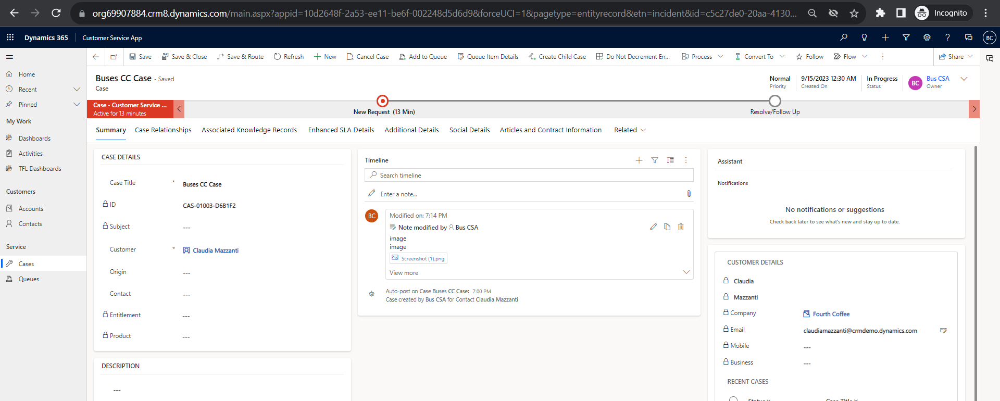 org69907884.crm8.dynamics.com/main.aspx?appid=10d2648f-2a53-ee11-be6f-002248d5d6d9&forceUCI=1&pagetype=entityrecord&etn=incident&id=c5c27de0-20aa-4130... Incognito
Dynamics 365 Customer Service App ? BC
Save Save & Close Save & Route Refresh New Cancel Case Add to Queue Queue Item Details Create Child Case Do Not Decrement En... Process Convert To Follow Flow Share
Home
Recent
Pinned
My Work
Dashboards
Activities
TFL Dashboards
Customers
Accounts
Contacts
Service
Cases
Queues
Buses CC Case - Saved
Case
Normal
Priority
9/15/2023 12:30 AM
Created On
In Progress
Status
BC
Bus CSA
Owner
Case - Customer Service ...
Active for 13 minutes
New Request (13 Min)
Resolve/Follow Up
Summary Case Relationships Associated Knowledge Records Enhanced SLA Details Additional Details Social Details Articles and Contract Information Related
CASE DETAILS
Case Title * Buses CC Case
ID CAS-01003-D6B1F2
Subject ---
Customer * Claudia Mazzanti
Origin ---
Contact ---
Entitlement ---
Product ---
DESCRIPTION
---
Timeline
Search timeline
Enter a note...
BC
Modified on: 7:14 PM
Note modified by Bus CSA
image
image
Screenshot (1).png
View more
Auto-post on Case Buses CC Case: 7:00 PM
Case created by Bus CSA for Contact Claudia Mazzanti
Assistant
Notifications
No notifications or suggestions
Check back later to see what's new and stay up to date.
CUSTOMER DETAILS
Claudia
Mazzanti
Company Fourth Coffee
Email claudiamazzanti@crmdemo.dynamics.com
Mobile ---
Business ---
RECENT CASES
Status Case Title